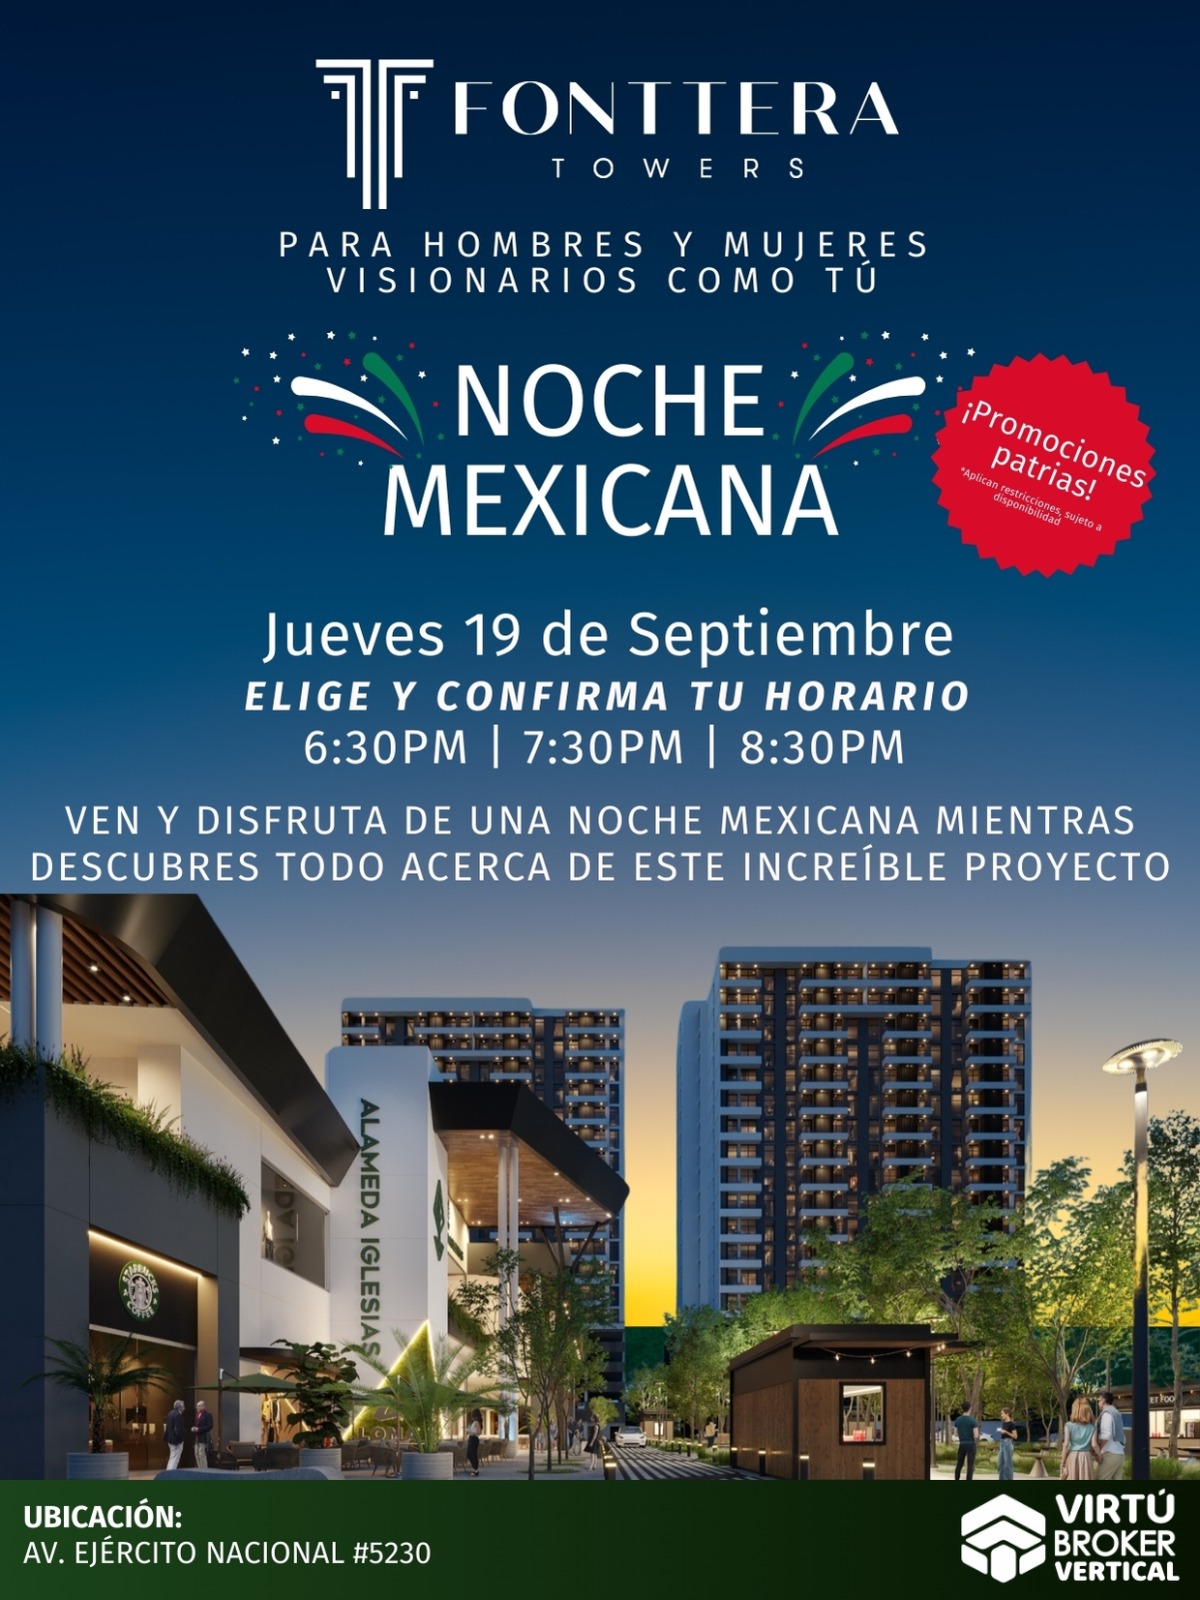 FONTTERA
TOWERS
PARA HOMBRES Y MUJERES
VISIONARIOS COMO TÚ
NOCHE
MEXICANA
¡Promociones
patrias!
*Aplican restricciones, sujeto a
disponibilidad
Jueves 19 de Septiembre
ELIGE Y CONFIRMA TU HORARIO
6:30PM | 7:30PM | 8:30PM
VEN Y DISFRUTA DE UNA NOCHE MEXICANA MIENTRAS
DESCUBRES TODO ACERCA DE ESTE INCREÍBLE PROYECTO
ALAMEDA IGLESIAS
STARBUCKS
COFFEE
UBICACIÓN:
AV. EJÉRCITO NACIONAL #5230
VIRTÚ
BROKER
VERTICAL